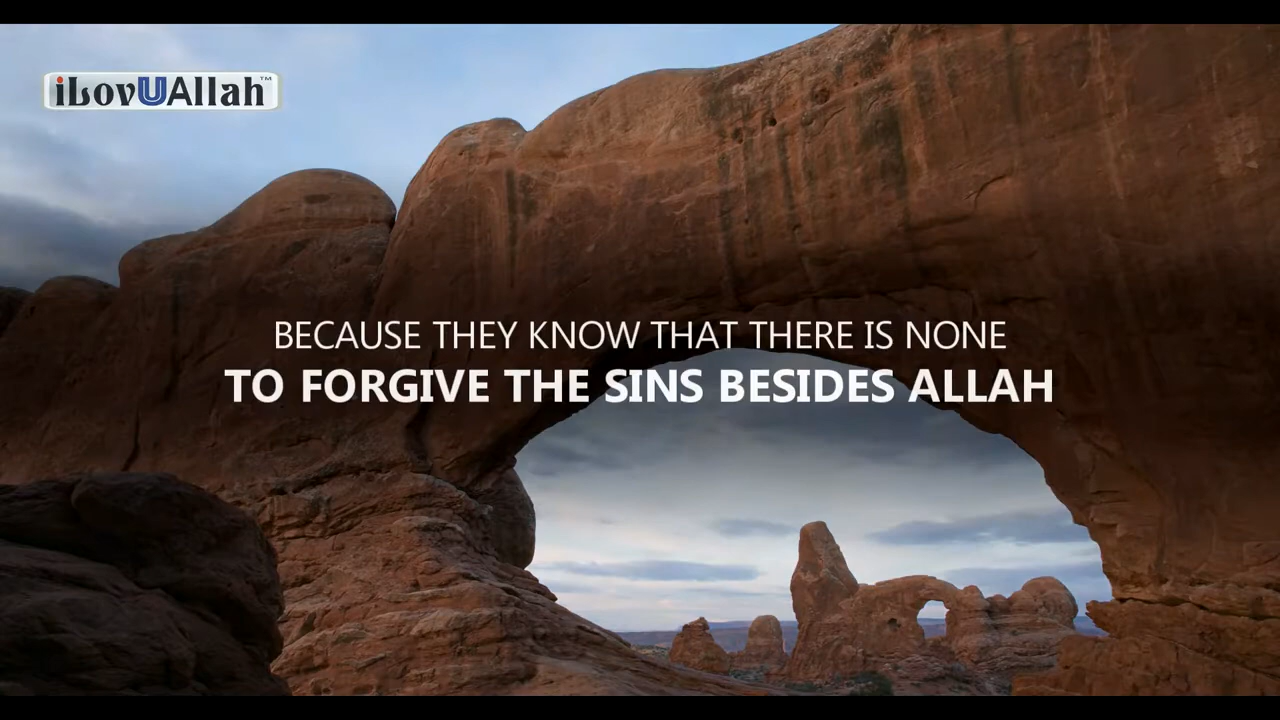 iLovUAllah™
BECAUSE THEY KNOW THAT THERE IS NONE
TO FORGIVE THE SINS BESIDES ALLAH